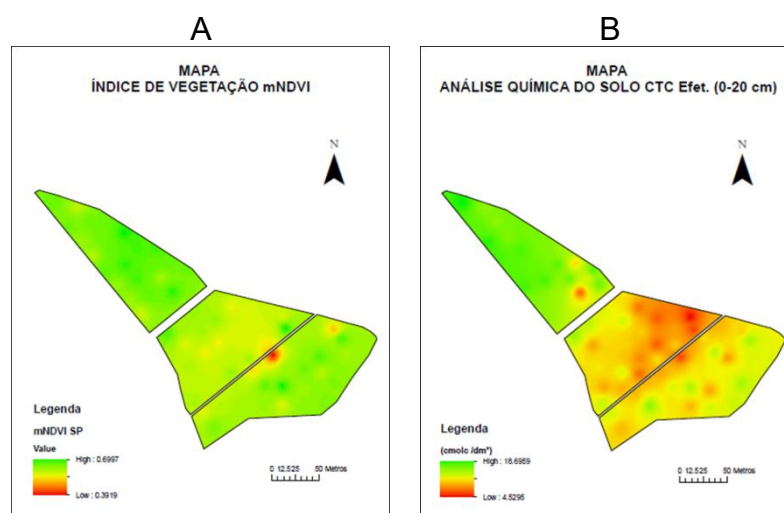 A
MAPA
ÍNDICE DE VEGETAÇÃO mNDVI
N
Legenda
mNDVI SP
Value
High : 0.6997
Low : 0.3919
0 12.525 50 Metros
B
MAPA
ANÁLISE QUÍMICA DO SOLO CTC Efet. (0-20 cm)
N
Legenda
(cmolc /dm³)
High : 18.6959
Low : 4.5295
0 12.525 50 Metros